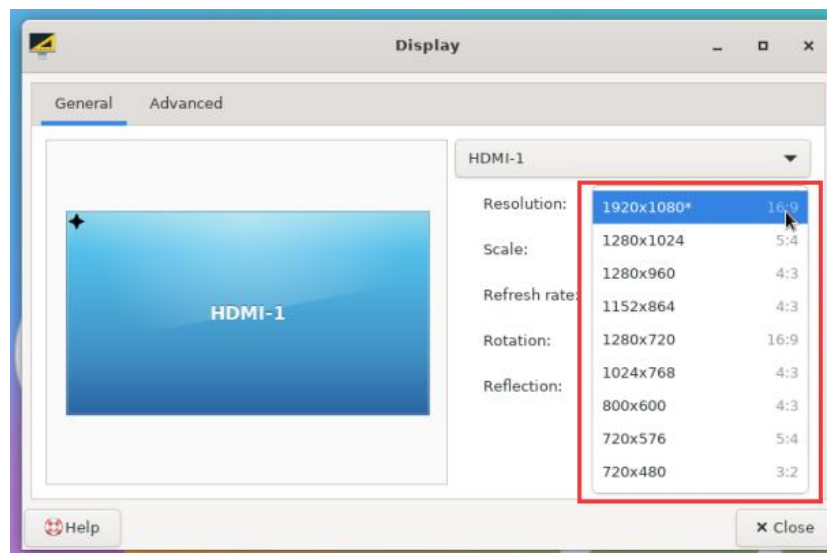 Display
General Advanced
HDMI-1
HDMI-1
Resolution:
Scale:
Refresh rate:
Rotation:
Reflection:
1920x1080* 16:9
1280x1024 5:4
1280x960 4:3
1152x864 4:3
1280x720 16:9
1024x768 4:3
800x600 4:3
720x576 5:4
720x480 3:2
Help
Close